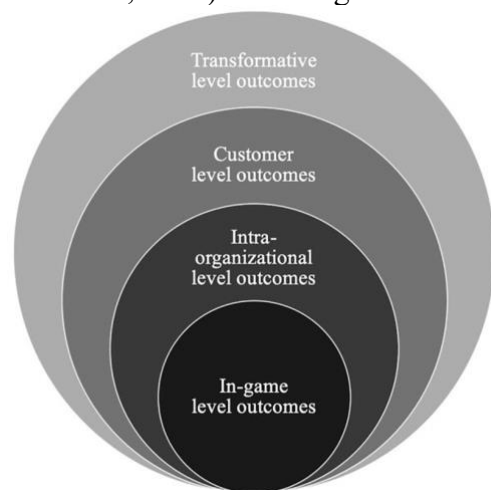 Transformative
level outcomes
Customer
level outcomes
Intra-
organizational
level outcomes
In-game
level outcomes